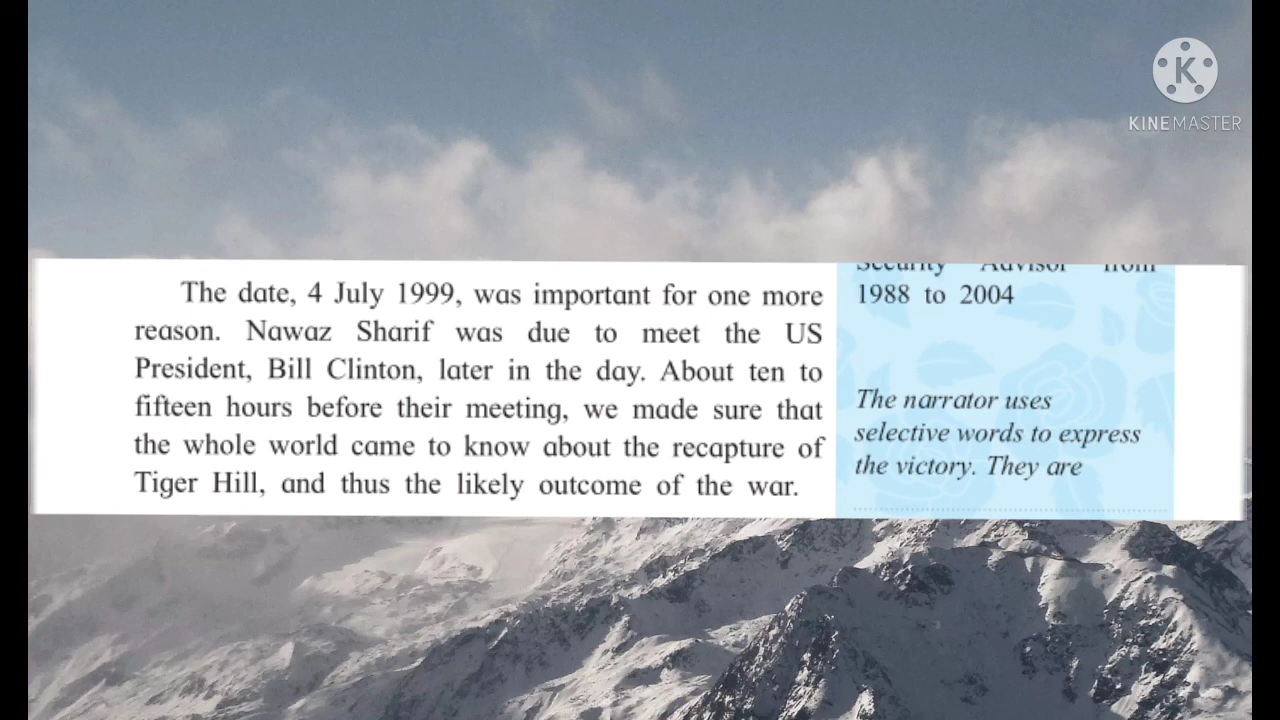 KINEMASTER
The date, 4 July 1999, was important for one more
reason. Nawaz Sharif was due to meet the US
President, Bill Clinton, later in the day. About ten to
fifteen hours before their meeting, we made sure that
the whole world came to know about the recapture of
Tiger Hill, and thus the likely outcome of the war.
Security Advisor from
1988 to 2004
The narrator uses
selective words to express
the victory. They are